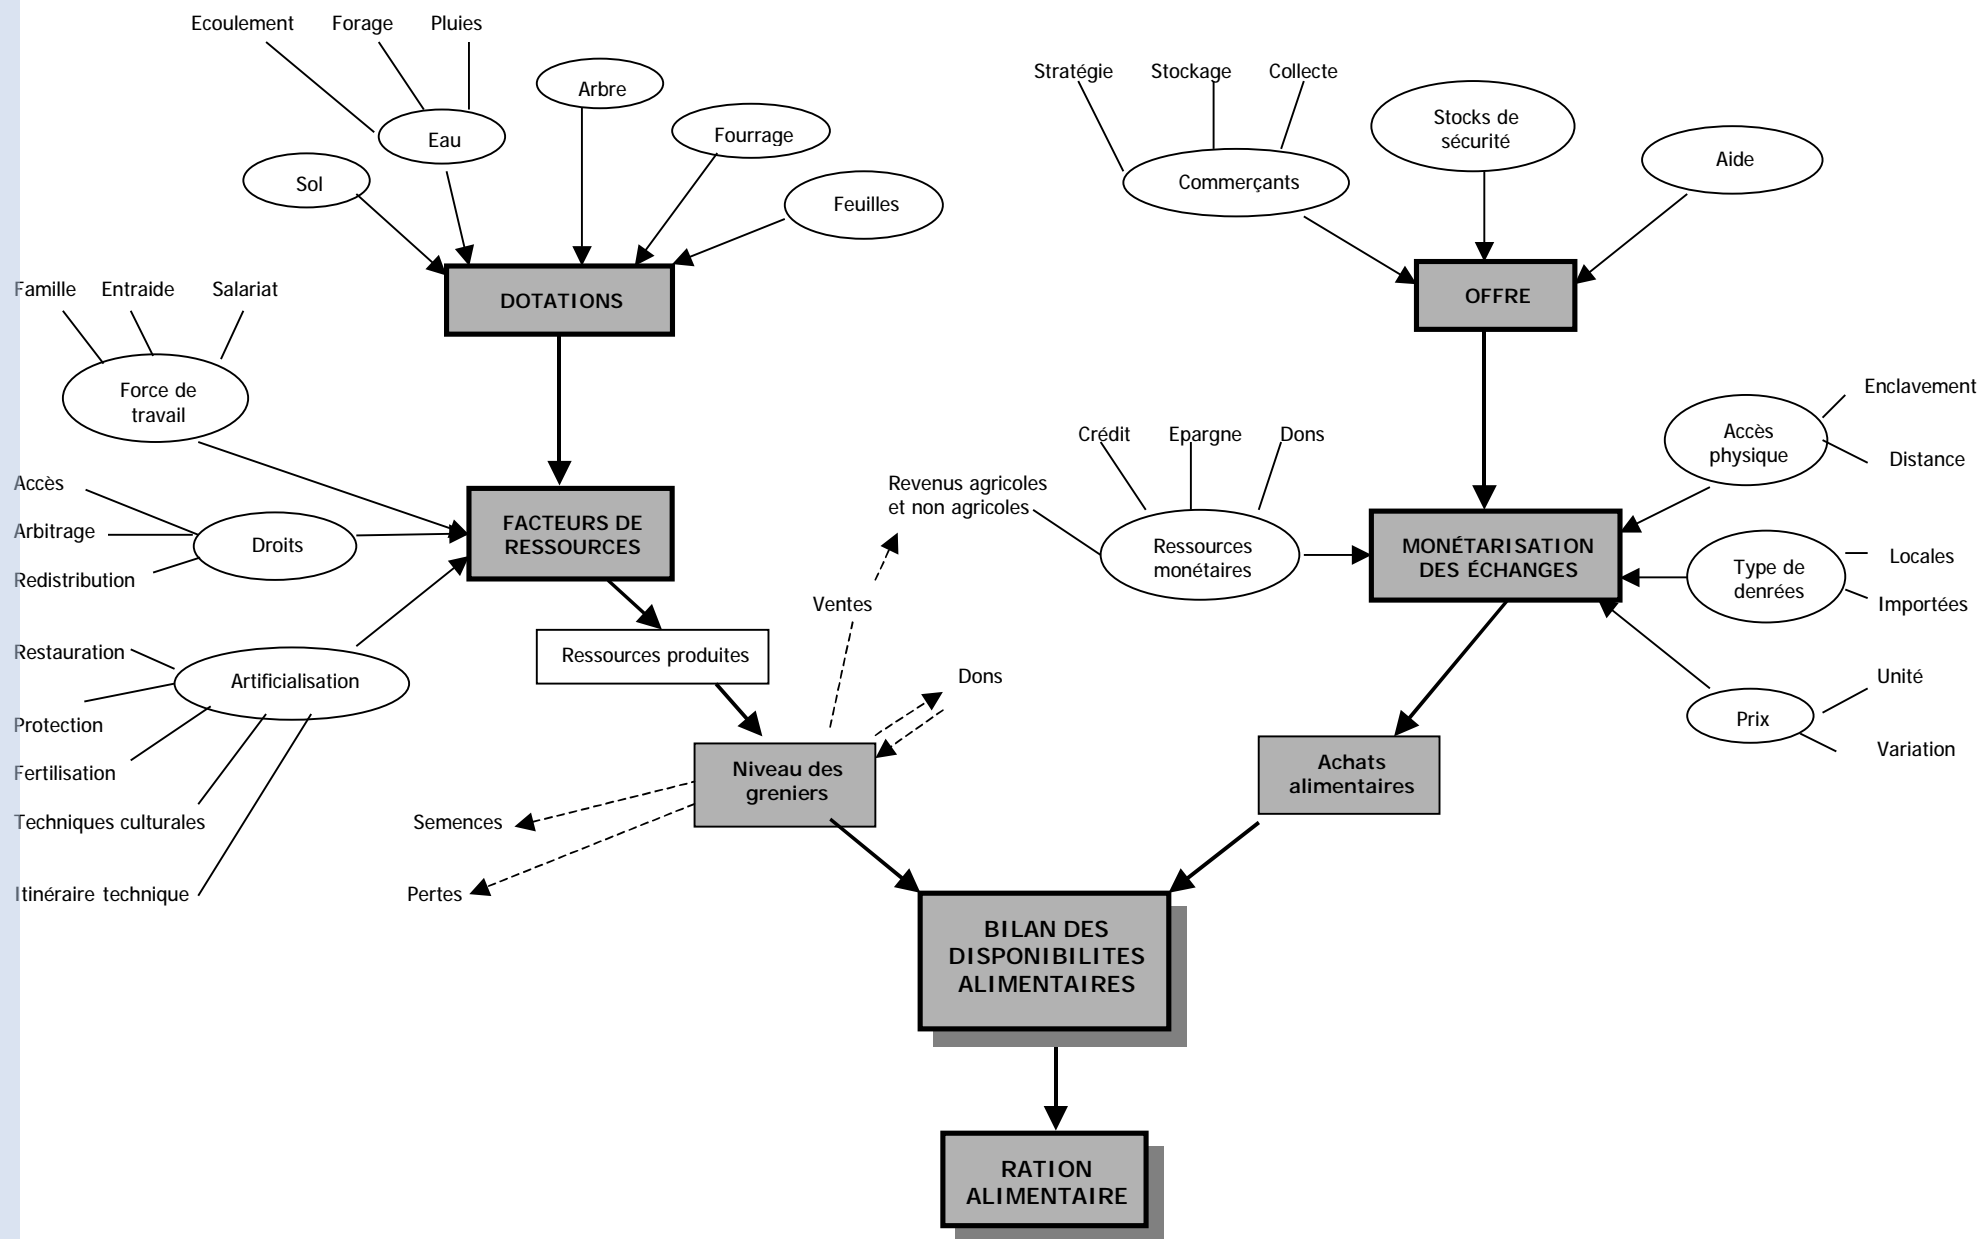 Ecoulement
Forage
Pluies
Arbre
Fourrage
Eau
Sol
Feuilles
DOTATIONS
Famille
Entraide
Salariat
Force de
travail
Accès
Arbitrage
Redistribution
Droits
FACTEURS DE
RESSOURCES
Restauration
Artificialisation
Protection
Fertilisation
Techniques culturales
Itinéraire technique
Ressources produites
Ventes
Dons
Niveau des
greniers
Semences
Pertes
Stratégie
Stockage
Collecte
Commerçants
Stocks de
sécurité
Aide
OFFRE
Crédit
Epargne
Dons
Revenus agricoles
et non agricoles
Ressources
monétaires
MONÉTARISATION
DES ÉCHANGES
Enclavement
Accès
physique
Distance
Type de
denrées
Locales
Importées
Unité
Prix
Variation
Achats
alimentaires
BILAN DES
DISPONIBILITES
ALIMENTAIRES
RATION
ALIMENTAIRE